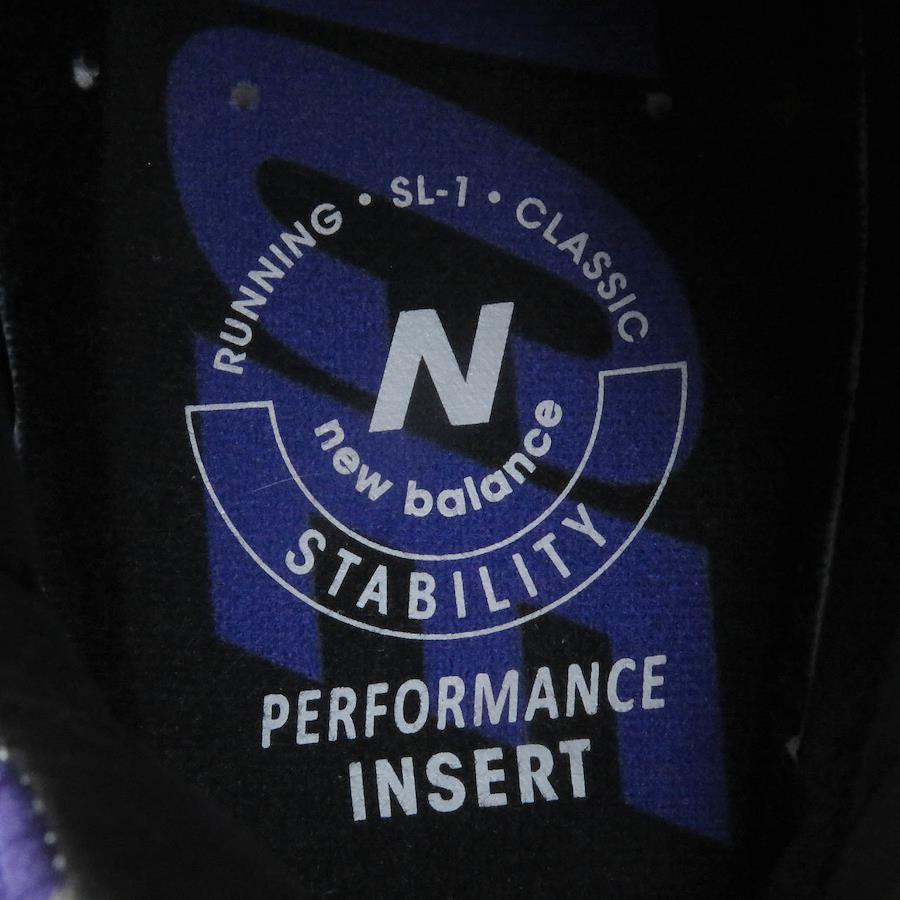 RUNNING • SL-1 • CLASSIC
N
new balance
STABILITY
PERFORMANCE
INSERT